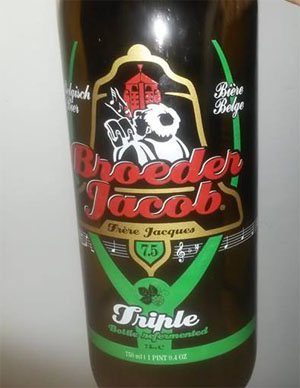 Belgisch
Bier
Bière
Belge
Broeder
Jacob
Frère Jacques
7.5
Triple
Bottle refermented
750 ml | 1 PINT 9.4 OZ